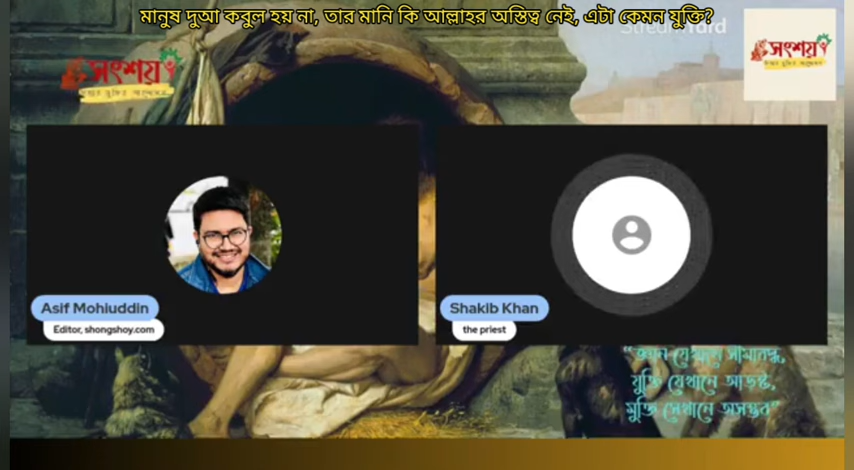 মানুষ দুআ কবুল হয় না, তার মানি কি আল্লাহর অস্তিত্ব নেই, এটা কেমন যুক্তি?
StreamYard
সংশয়
সংশয়
Asif Mohiuddin
Editor, shongshoy.com
Shakib Khan
the priest
"জ্ঞান যেখানে সীমাবদ্ধ,
যুক্তি যেখানে আড়ষ্ট,
মুক্তি সেখানে অসম্ভব"